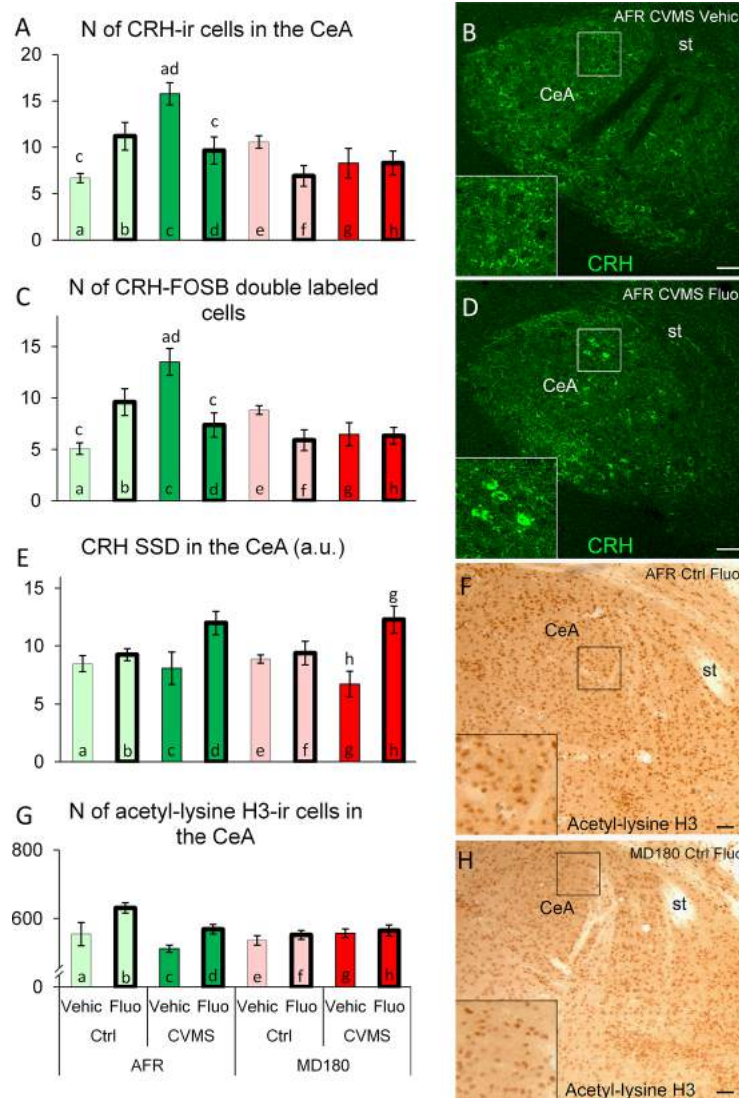 A
N of CRH-ir cells in the CeA
20
15
10
5
0
c
ad
c
a
b
c
d
e
f
g
h
B
AFR CVMS Vehic
st
CeA
CRH
C
N of CRH-FOSB double labeled
cells
15
10
5
0
c
ad
c
a
b
c
d
e
f
g
h
D
AFR CVMS Fluo
st
CeA
CRH
E
CRH SSD in the CeA (a.u.)
15
10
5
0
h
g
a
b
c
d
e
f
g
h
F
AFR Ctrl Fluo
CeA
st
Acetyl-lysine H3
G
N of acetyl-lysine H3-ir cells in
the CeA
800
600
0
a
b
c
d
e
f
g
h
Vehic Fluo Vehic Fluo Vehic Fluo Vehic Fluo
Ctrl CVMS Ctrl CVMS
AFR MD180
H
MD180 Ctrl Fluo
CeA
st
Acetyl-lysine H3